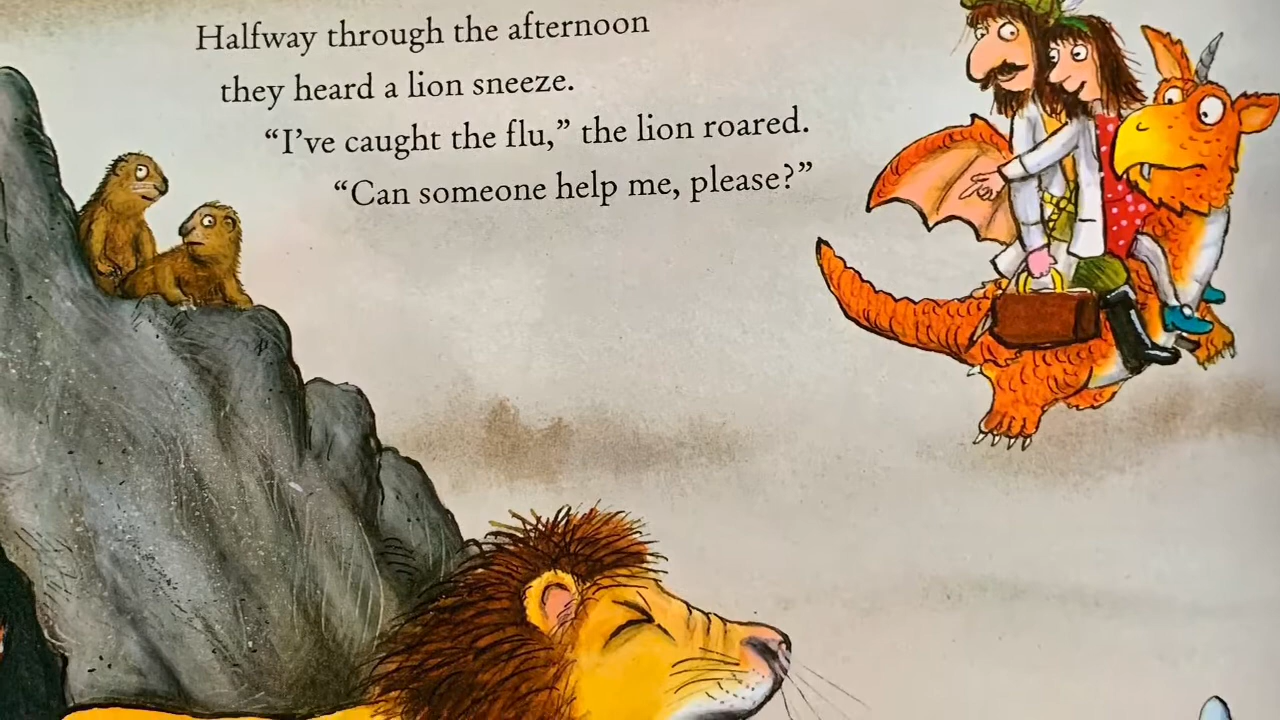 Halfway through the afternoon
they heard a lion sneeze.
“I’ve caught the flu,” the lion roared.
“Can someone help me, please?”